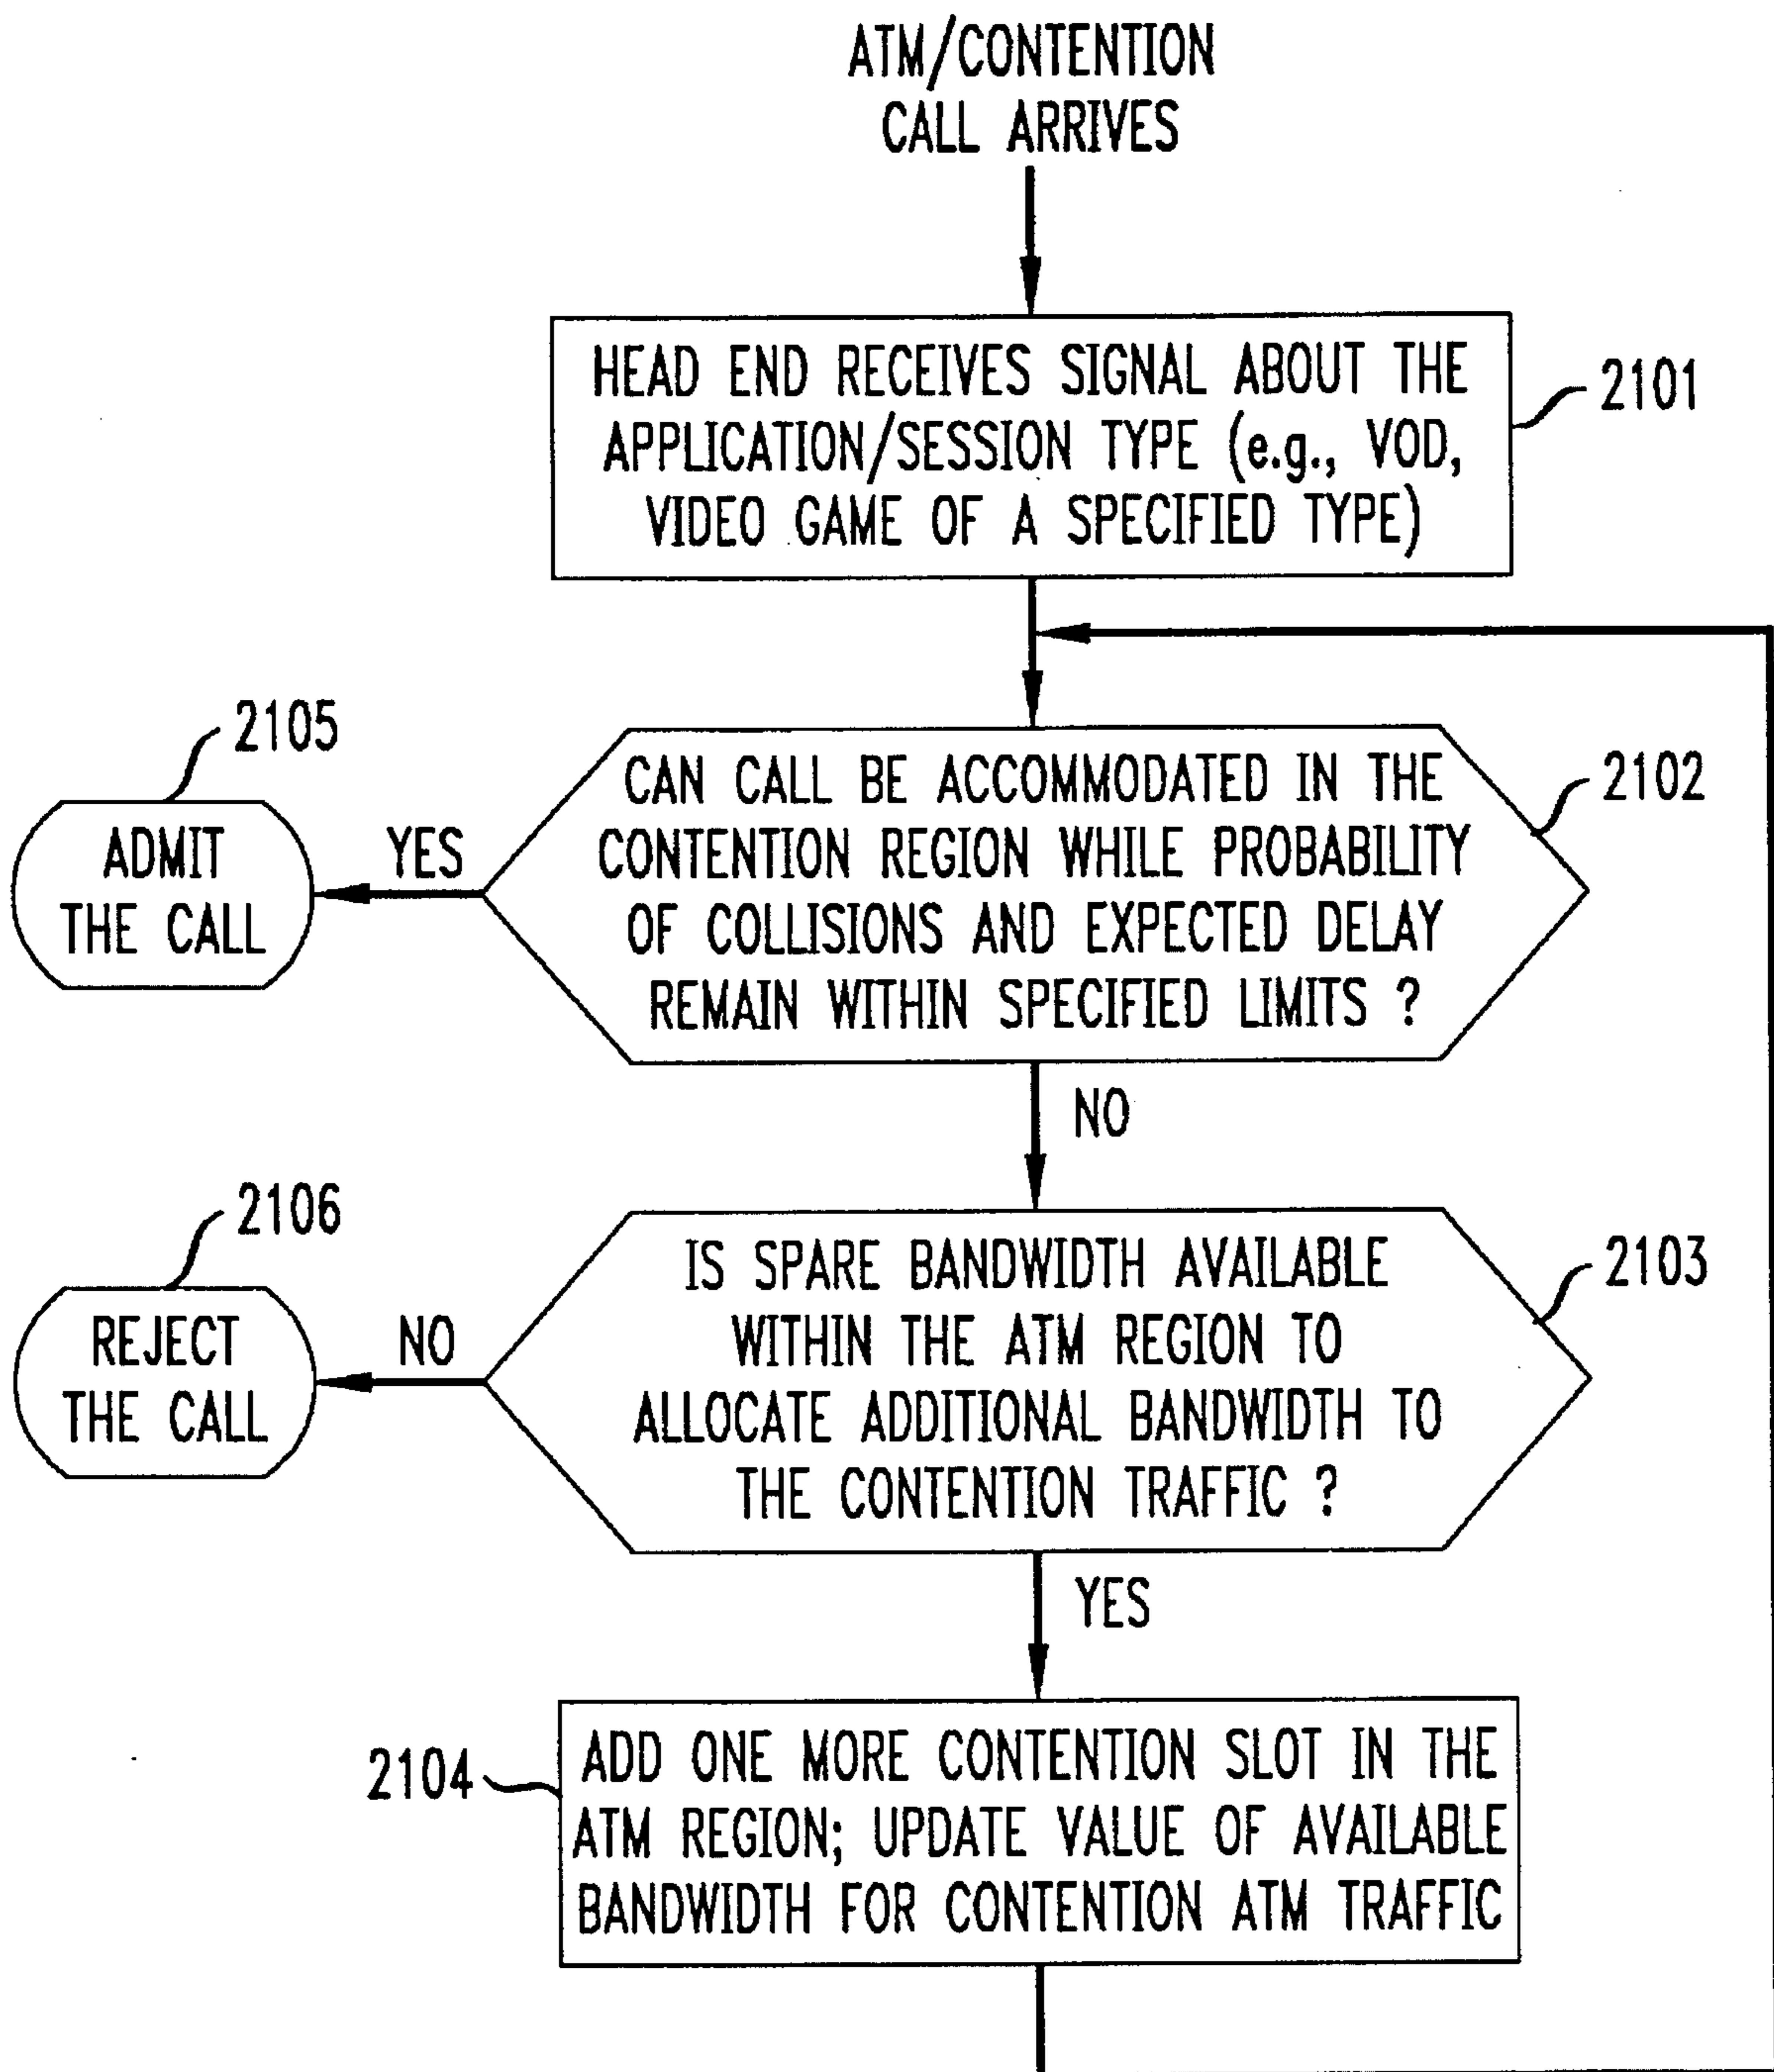 ATM/CONTENTION
CALL ARRIVES
HEAD END RECEIVES SIGNAL ABOUT THE
APPLICATION/SESSION TYPE (e.g., VOD,
VIDEO GAME OF A SPECIFIED TYPE)
2101
CAN CALL BE ACCOMMODATED IN THE
CONTENTION REGION WHILE PROBABILITY
OF COLLISIONS AND EXPECTED DELAY
REMAIN WITHIN SPECIFIED LIMITS ?
2102
YES
2105
ADMIT
THE CALL
NO
IS SPARE BANDWIDTH AVAILABLE
WITHIN THE ATM REGION TO
ALLOCATE ADDITIONAL BANDWIDTH TO
THE CONTENTION TRAFFIC ?
2103
NO
2106
REJECT
THE CALL
YES
2104
ADD ONE MORE CONTENTION SLOT IN THE
ATM REGION; UPDATE VALUE OF AVAILABLE
BANDWIDTH FOR CONTENTION ATM TRAFFIC